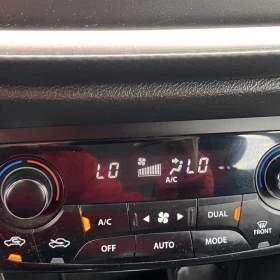 LO LO
A/C
A/C DUAL FRONT
OFF AUTO MODE